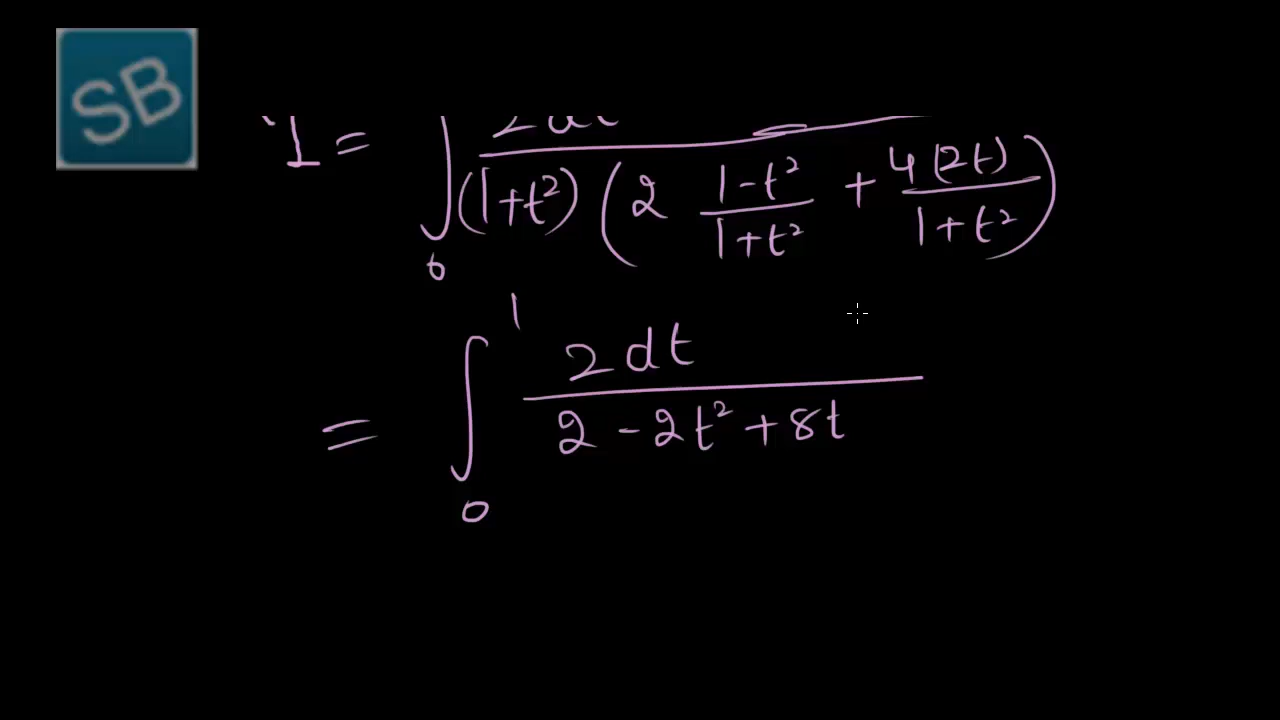 SB
I = ∫₀ 2dt / (1+t²) (2 (1-t²)/(1+t²) + 4(2t)/(1+t²))
= ∫₀¹ 2dt / (2 - 2t² + 8t)